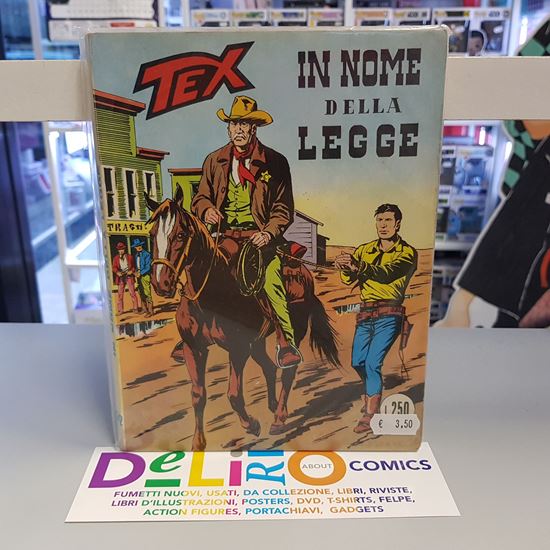 TEX
IN NOME
DELLA
LEGGE
L. 250
€ 3,50
DeLiRiO
ABOUT
COMICS
FUMETTI NUOVI, USATI, DA COLLEZIONE, LIBRI, RIVISTE,
LIBRI D'ILLUSTRAZIONI, POSTERS, DVD, T-SHIRTS, FELPE,
ACTION FIGURES, PORTACHIAVI, GADGETS